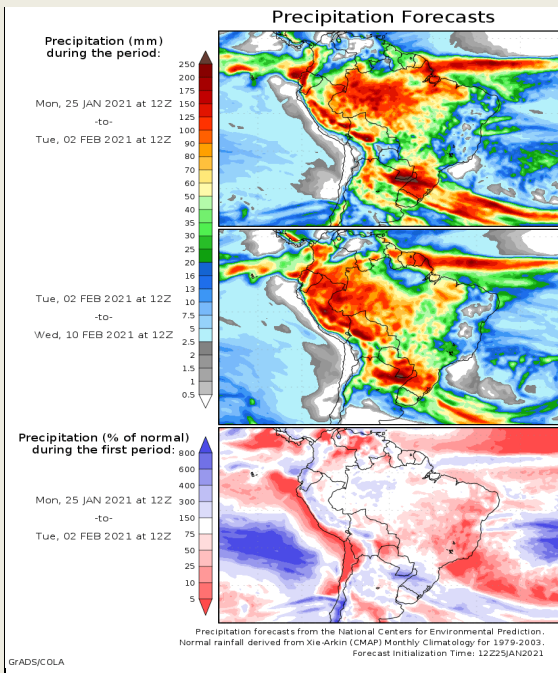 Precipitation Forecasts
Precipitation (mm)
during the period:
Mon, 25 JAN 2021 at 12Z
-to-
Tue, 02 FEB 2021 at 12Z
250
200
175
150
125
100
90
80
70
60
50
40
35
30
25
20
16
13
10
7.5
5
2.5
2
1.5
1
0.5
Tue, 02 FEB 2021 at 12Z
-to-
Wed, 10 FEB 2021 at 12Z
Precipitation (% of normal)
during the first period:
Mon, 25 JAN 2021 at 12Z
-to-
Tue, 02 FEB 2021 at 12Z
800
600
400
300
150
75
50
25
10
5
Precipitation forecasts from the National Centers for Environmental Prediction.
Normal rainfall derived from Xie-Arkin (CMAP) Monthly Climatology for 1979-2003.
Forecast Initialization Time: 12Z25JAN2021
GrADS/COLA